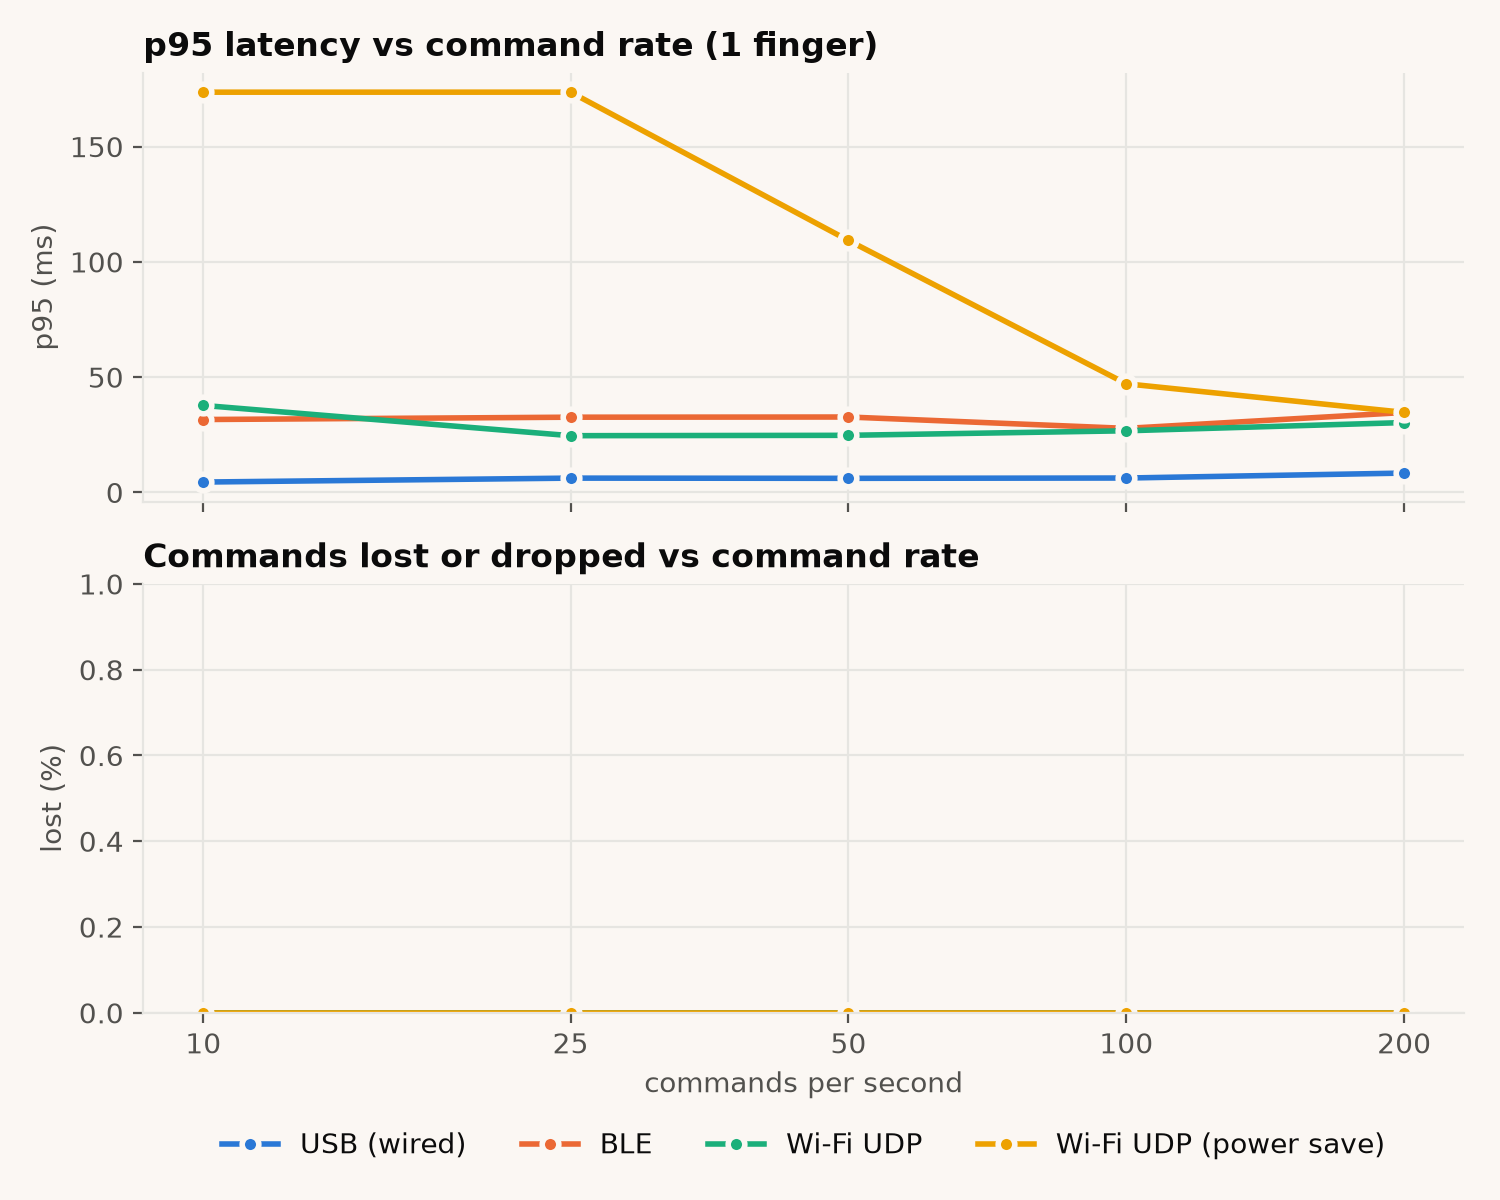 p95 latency vs command rate (1 finger)
150
100
50
0
p95 (ms)
Commands lost or dropped vs command rate
1.0
0.8
0.6
0.4
0.2
0.0
lost (%)
10 25 50 100 200
commands per second
USB (wired) BLE Wi-Fi UDP Wi-Fi UDP (power save)